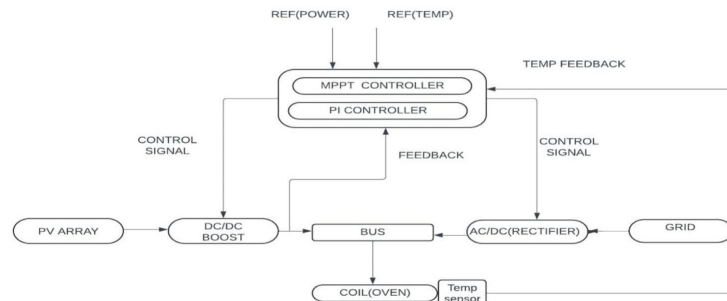 REF(POWER) REF(TEMP)
TEMP FEEDBACK
MPPT CONTROLLER
PI CONTROLLER
CONTROL
SIGNAL
FEEDBACK
CONTROL
SIGNAL
PV ARRAY
DC/DC
BOOST
BUS
AC/DC(RECTIFIER)
GRID
COIL(OVEN)
Temp
sensor